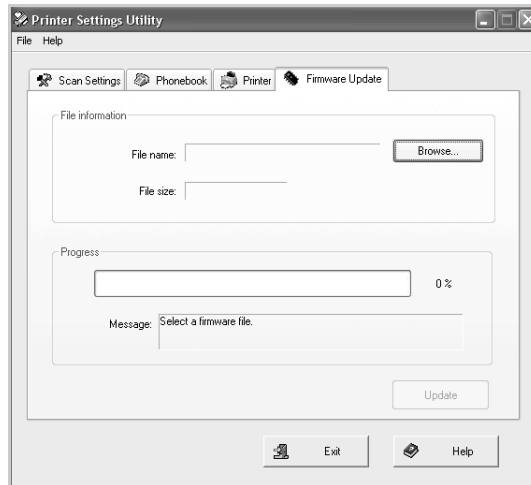 Printer Settings Utility
File Help
Scan Settings Phonebook Printer Firmware Update
File information
File name: Browse...
File size:
Progress
0 %
Message: Select a firmware file.
Update
Exit Help